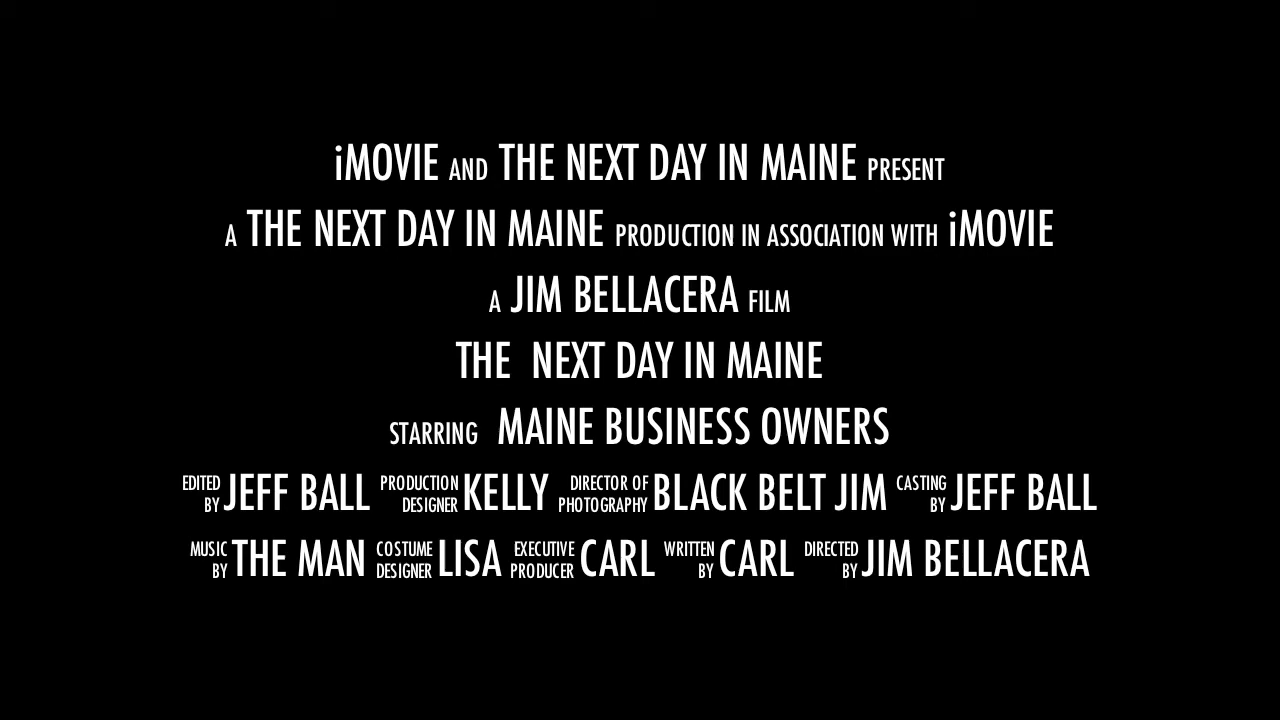 iMOVIE AND THE NEXT DAY IN MAINE PRESENT
A THE NEXT DAY IN MAINE PRODUCTION IN ASSOCIATION WITH iMOVIE
A JIM BELLACERA FILM
THE NEXT DAY IN MAINE
STARRING MAINE BUSINESS OWNERS
EDITED BY JEFF BALL PRODUCTION DESIGNER KELLY DIRECTOR OF PHOTOGRAPHY BLACK BELT JIM CASTING BY JEFF BALL
MUSIC BY THE MAN COSTUME DESIGNER LISA EXECUTIVE PRODUCER CARL WRITTEN BY CARL DIRECTED BY JIM BELLACERA